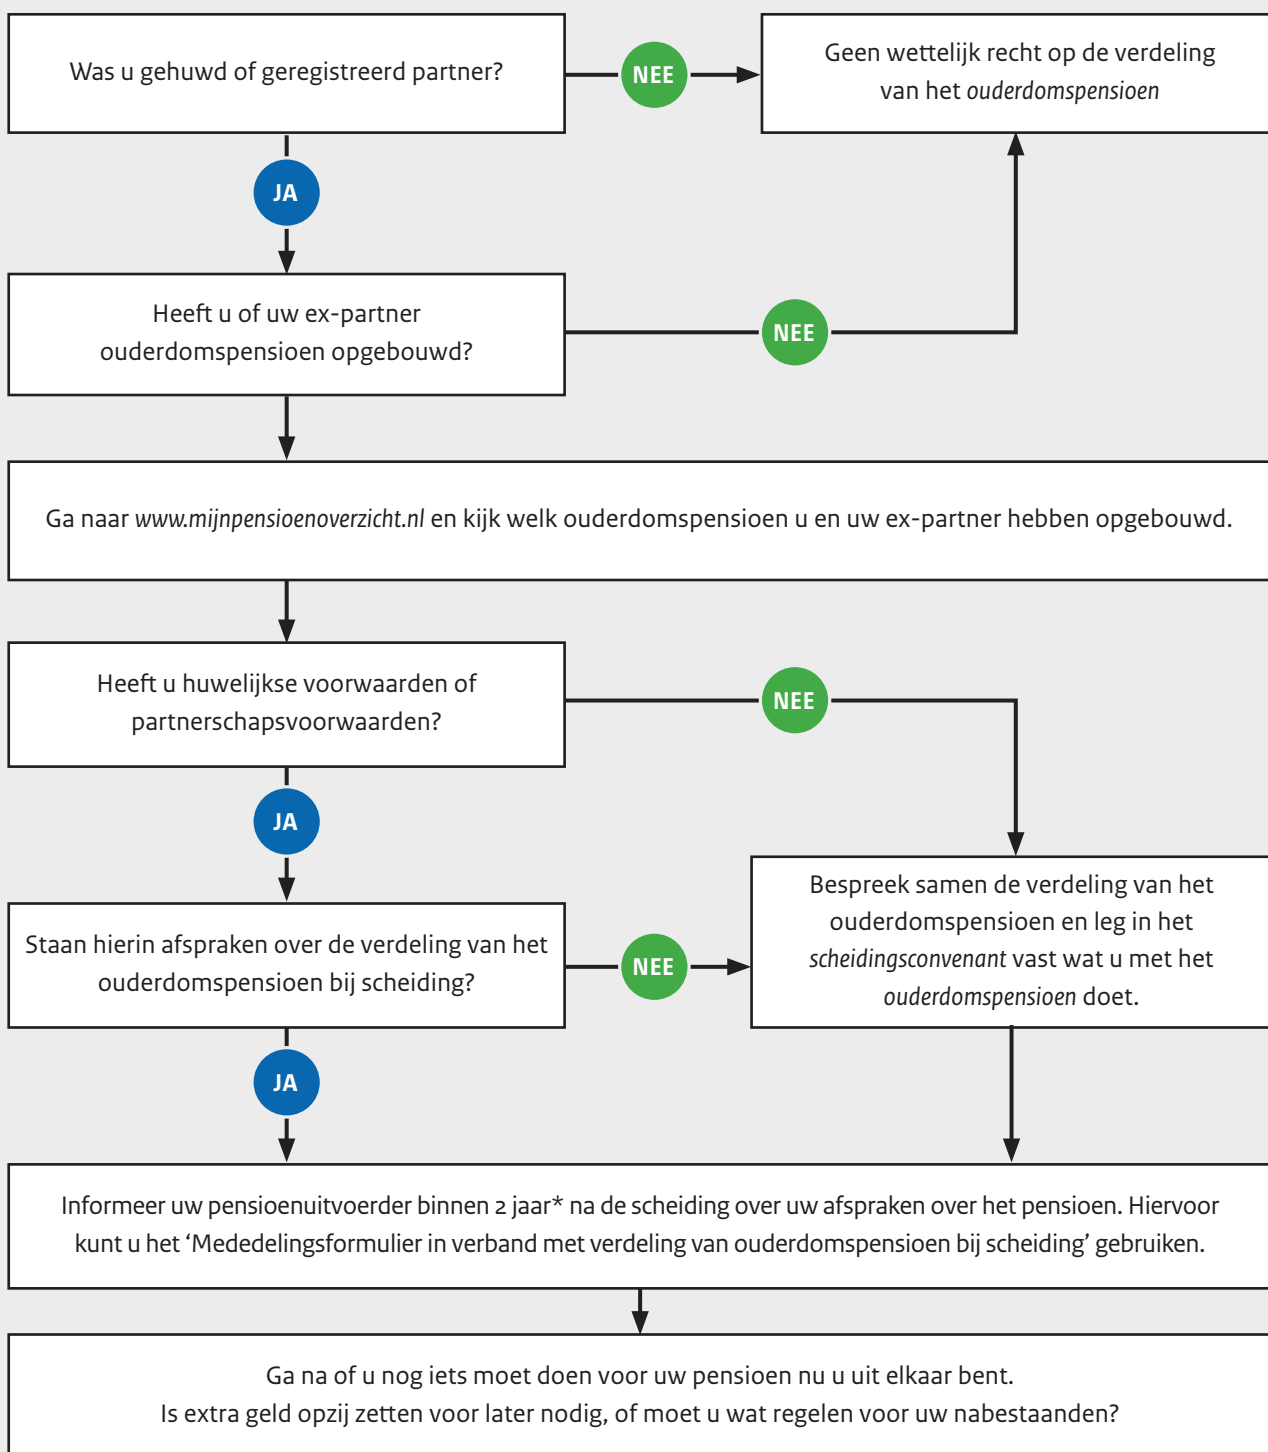 Was u gehuwd of geregistreerd partner?
NEE
Geen wettelijk recht op de verdeling
van het ouderdomspensioen
JA
Heeft u of uw ex-partner
ouderdomspensioen opgebouwd?
NEE
Ga naar www.mijnpensioenoverzicht.nl en kijk welk ouderdomspensioen u en uw ex-partner hebben opgebouwd.
Heeft u huwelijkse voorwaarden of
partnerschapsvoorwaarden?
NEE
JA
Staan hierin afspraken over de verdeling van het
ouderdomspensioen bij scheiding?
NEE
Bespreek samen de verdeling van het
ouderdomspensioen en leg in het
scheidingsconvenant vast wat u met het
ouderdomspensioen doet.
JA
Informeer uw pensioenuitvoerder binnen 2 jaar* na de scheiding over uw afspraken over het pensioen. Hiervoor
kunt u het ‘Mededelingsformulier in verband met verdeling van ouderdomspensioen bij scheiding’ gebruiken.
Ga na of u nog iets moet doen voor uw pensioen nu u uit elkaar bent.
Is extra geld opzij zetten voor later nodig, of moet u wat regelen voor uw nabestaanden?